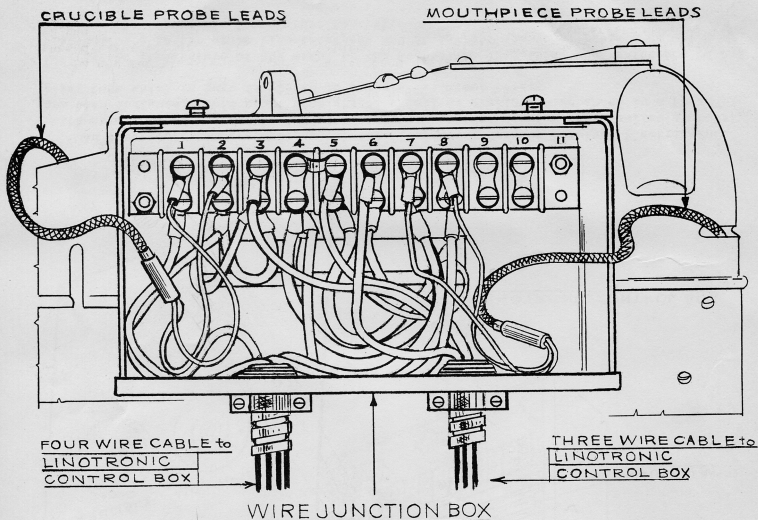 CRUCIBLE PROBE LEADS
MOUTHPIECE PROBE LEADS
1 2 3 4 5 6 7 8 9 10 11
FOUR WIRE CABLE to
LINOTRONIC
CONTROL BOX
THREE WIRE CABLE to
LINOTRONIC
CONTROL BOX
WIRE JUNCTION BOX